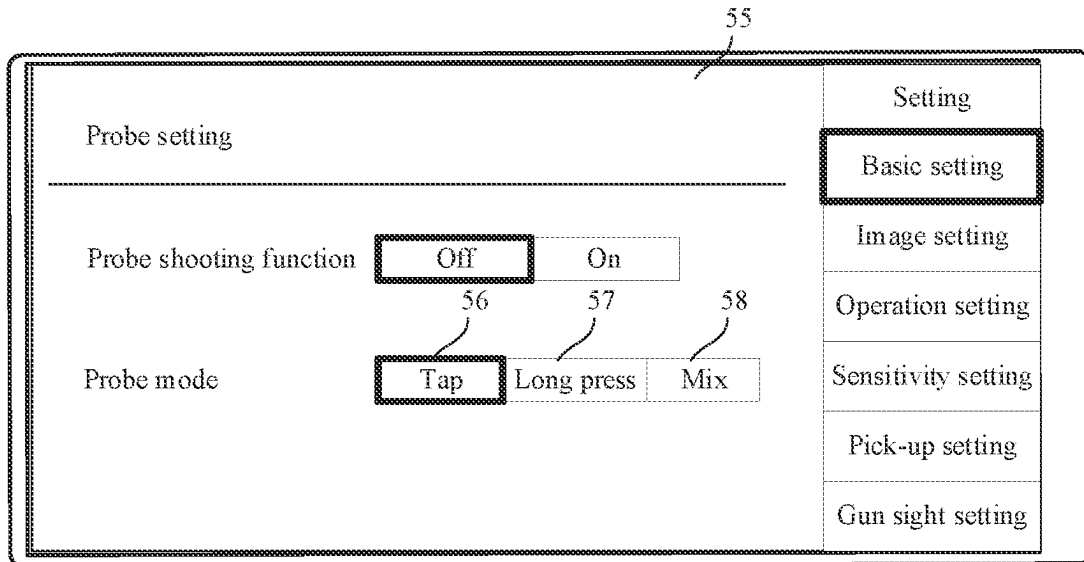 55
Setting
Probe setting
Basic setting
Image setting
Probe shooting function Off On
56 57 58
Operation setting
Probe mode Tap Long press Mix
Sensitivity setting
Pick-up setting
Gun sight setting